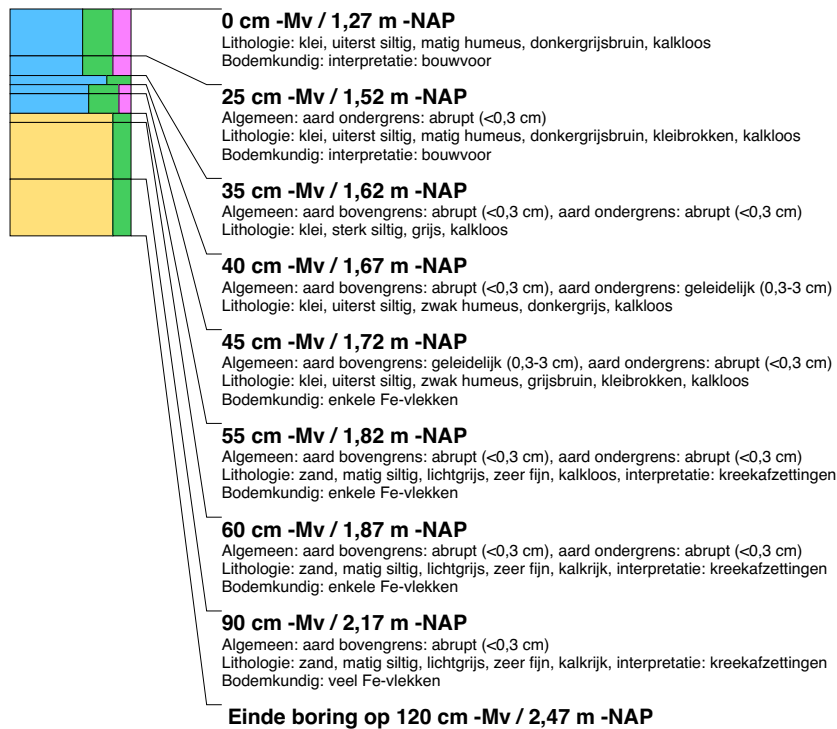 0 cm -Mv / 1,27 m -NAP
Lithologie: klei, uiterst siltig, matig humeus, donkergrijsbruin, kalkloos
Bodemkundig: interpretatie: bouwvoor
25 cm -Mv / 1,52 m -NAP
Algemeen: aard ondergrens: abrupt (<0,3 cm)
Lithologie: klei, uiterst siltig, matig humeus, donkergrijsbruin, kleibrokken, kalkloos
Bodemkundig: interpretatie: bouwvoor
35 cm -Mv / 1,62 m -NAP
Algemeen: aard bovengrens: abrupt (<0,3 cm), aard ondergrens: abrupt (<0,3 cm)
Lithologie: klei, sterk siltig, grijs, kalkloos
40 cm -Mv / 1,67 m -NAP
Algemeen: aard bovengrens: abrupt (<0,3 cm), aard ondergrens: geleidelijk (0,3-3 cm)
Lithologie: klei, uiterst siltig, zwak humeus, donkergrijs, kalkloos
45 cm -Mv / 1,72 m -NAP
Algemeen: aard bovengrens: geleidelijk (0,3-3 cm), aard ondergrens: abrupt (<0,3 cm)
Lithologie: klei, uiterst siltig, zwak humeus, grijsbruin, kleibrokken, kalkloos
Bodemkundig: enkele Fe-vlekken
55 cm -Mv / 1,82 m -NAP
Algemeen: aard bovengrens: abrupt (<0,3 cm), aard ondergrens: abrupt (<0,3 cm)
Lithologie: zand, matig siltig, lichtgrijs, zeer fijn, kalkloos, interpretatie: kreekafzettingen
Bodemkundig: enkele Fe-vlekken
60 cm -Mv / 1,87 m -NAP
Algemeen: aard bovengrens: abrupt (<0,3 cm), aard ondergrens: abrupt (<0,3 cm)
Lithologie: zand, matig siltig, lichtgrijs, zeer fijn, kalkrijk, interpretatie: kreekafzettingen
Bodemkundig: enkele Fe-vlekken
90 cm -Mv / 2,17 m -NAP
Algemeen: aard bovengrens: abrupt (<0,3 cm)
Lithologie: zand, matig siltig, lichtgrijs, zeer fijn, kalkrijk, interpretatie: kreekafzettingen
Bodemkundig: veel Fe-vlekken
Einde boring op 120 cm -Mv / 2,47 m -NAP